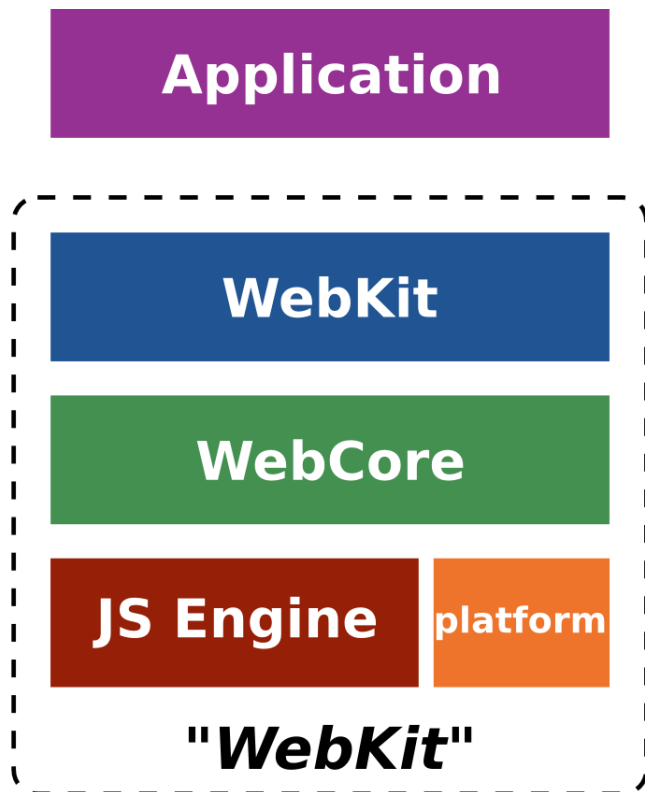 Application
WebKit
WebCore
JS Engine
platform
"WebKit"